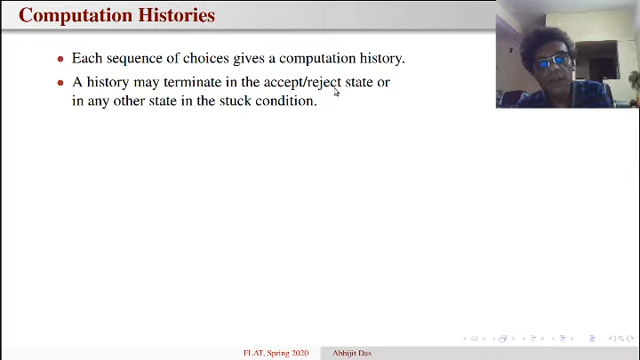 Computation Histories
Each sequence of choices gives a computation history.
A history may terminate in the accept/reject state or
in any other state in the stuck condition.
FLAT, Spring 2020
Abhijit Das